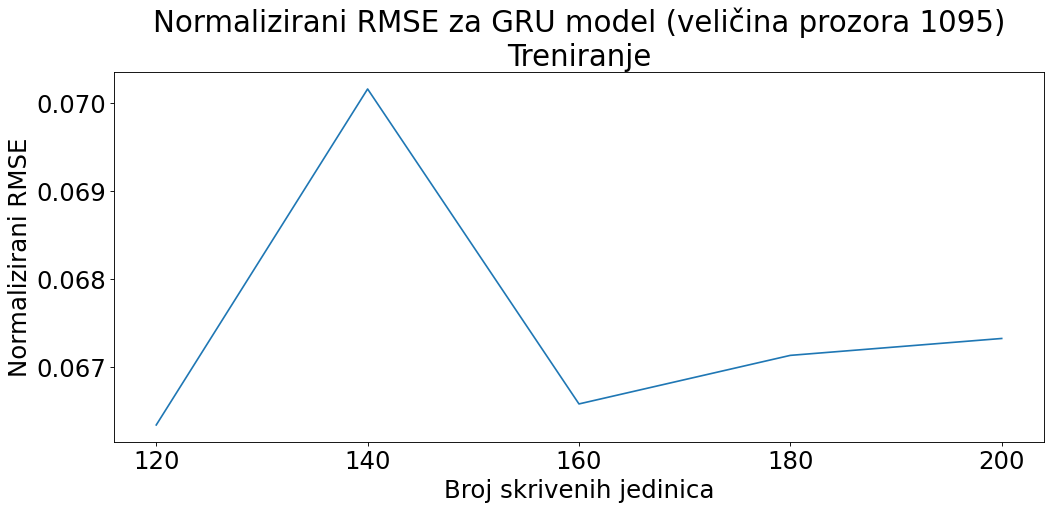 Normalizirani RMSE za GRU model (veličina prozora 1095)
Treniranje
Normalizirani RMSE
0.070
0.069
0.068
0.067
120 140 160 180 200
Broj skrivenih jedinica